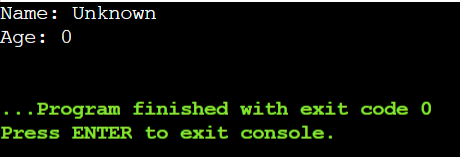 Name: Unknown
Age: 0
...Program finished with exit code 0
Press ENTER to exit console.